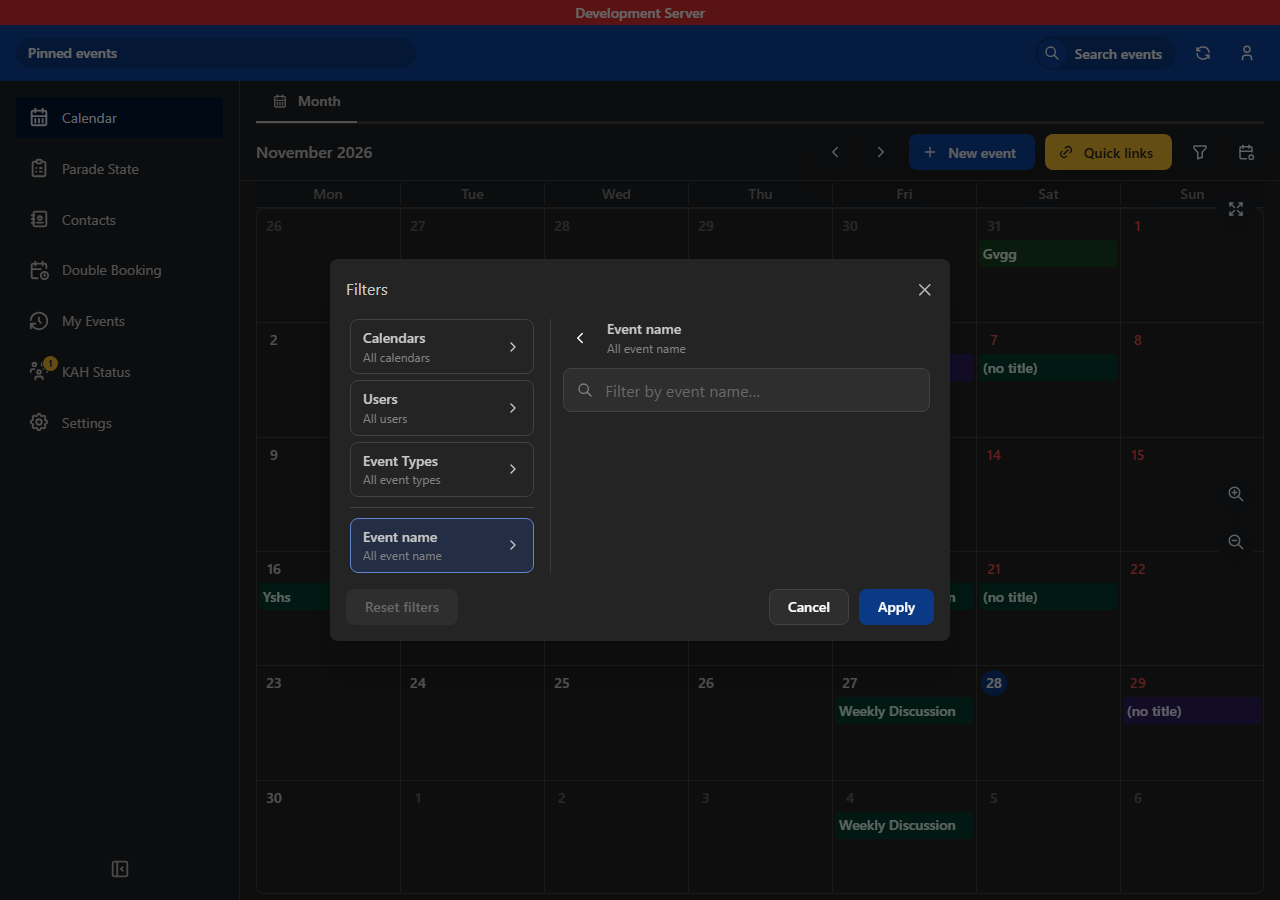 Development Server
Pinned events
Search events
Calendar
Parade State
Contacts
Double Booking
My Events
1
KAH Status
Settings
Month
November 2026
New event
Quick links
Mon Tue Wed Thu Fri Sat Sun
26 27 28 29 30 31 1
Gvgg
Filters
Calendars
All calendars
Users
All users
Event Types
All event types
Event name
All event name
Event name
All event name
Filter by event name...
Reset filters
Cancel
Apply
2 7 8
(no title)
9 14 15
16 21 22
Yshs n (no title)
23 24 25 26 27 28 29
Weekly Discussion (no title)
30 1 2 3 4 5 6
Weekly Discussion